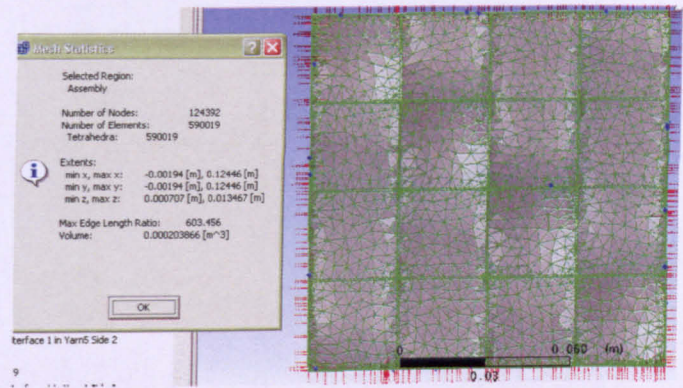 Mesh Statistics
Selected Region:
Assembly
Number of Nodes: 124392
Number of Elements: 590019
Tetrahedra: 590019
Extents:
min x, max x: -0.00194 [m], 0.12446 [m]
min y, max y: -0.00194 [m], 0.12446 [m]
min z, max z: 0.000707 [m], 0.013467 [m]
Max Edge Length Ratio: 603.456
Volume: 0.000203866 [m^3]
OK
terface 1 in Yarn5 Side 2
9
0 0.060 (m)
0.03